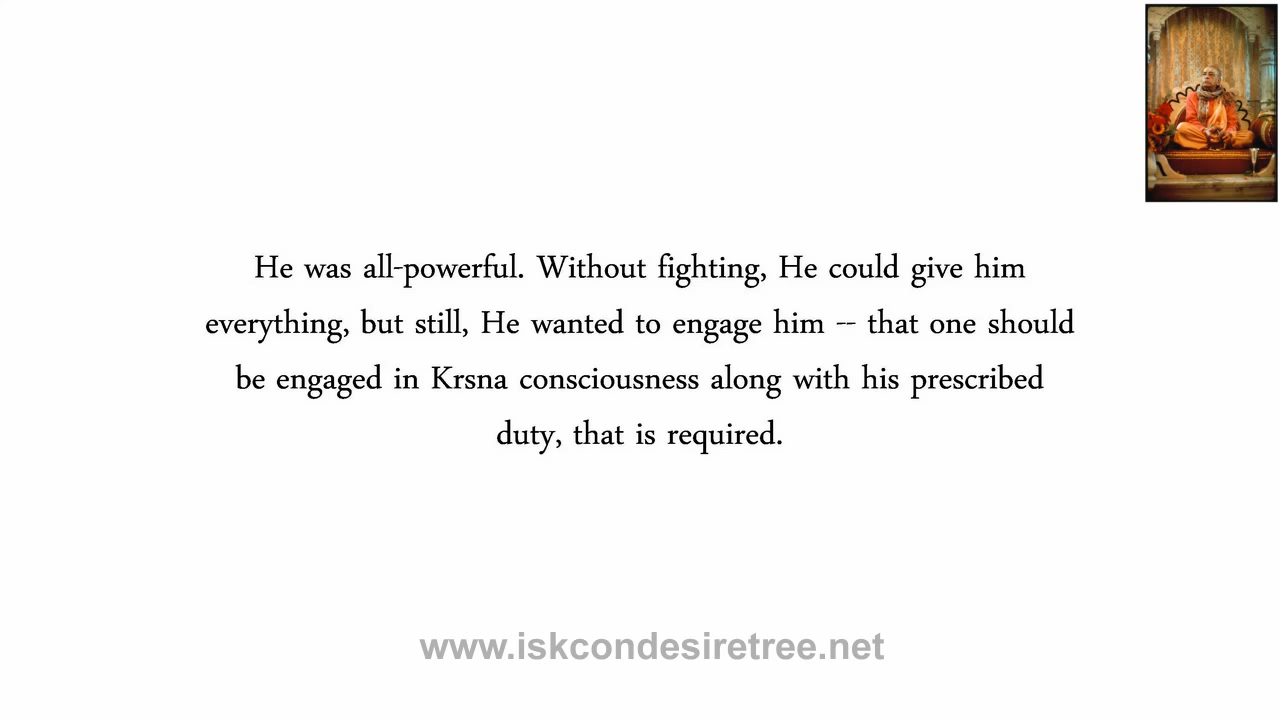 He was all-powerful. Without fighting, He could give him
everything, but still, He wanted to engage him -- that one should
be engaged in Krsna consciousness along with his prescribed
duty, that is required.
www.iskcondesiretree.net